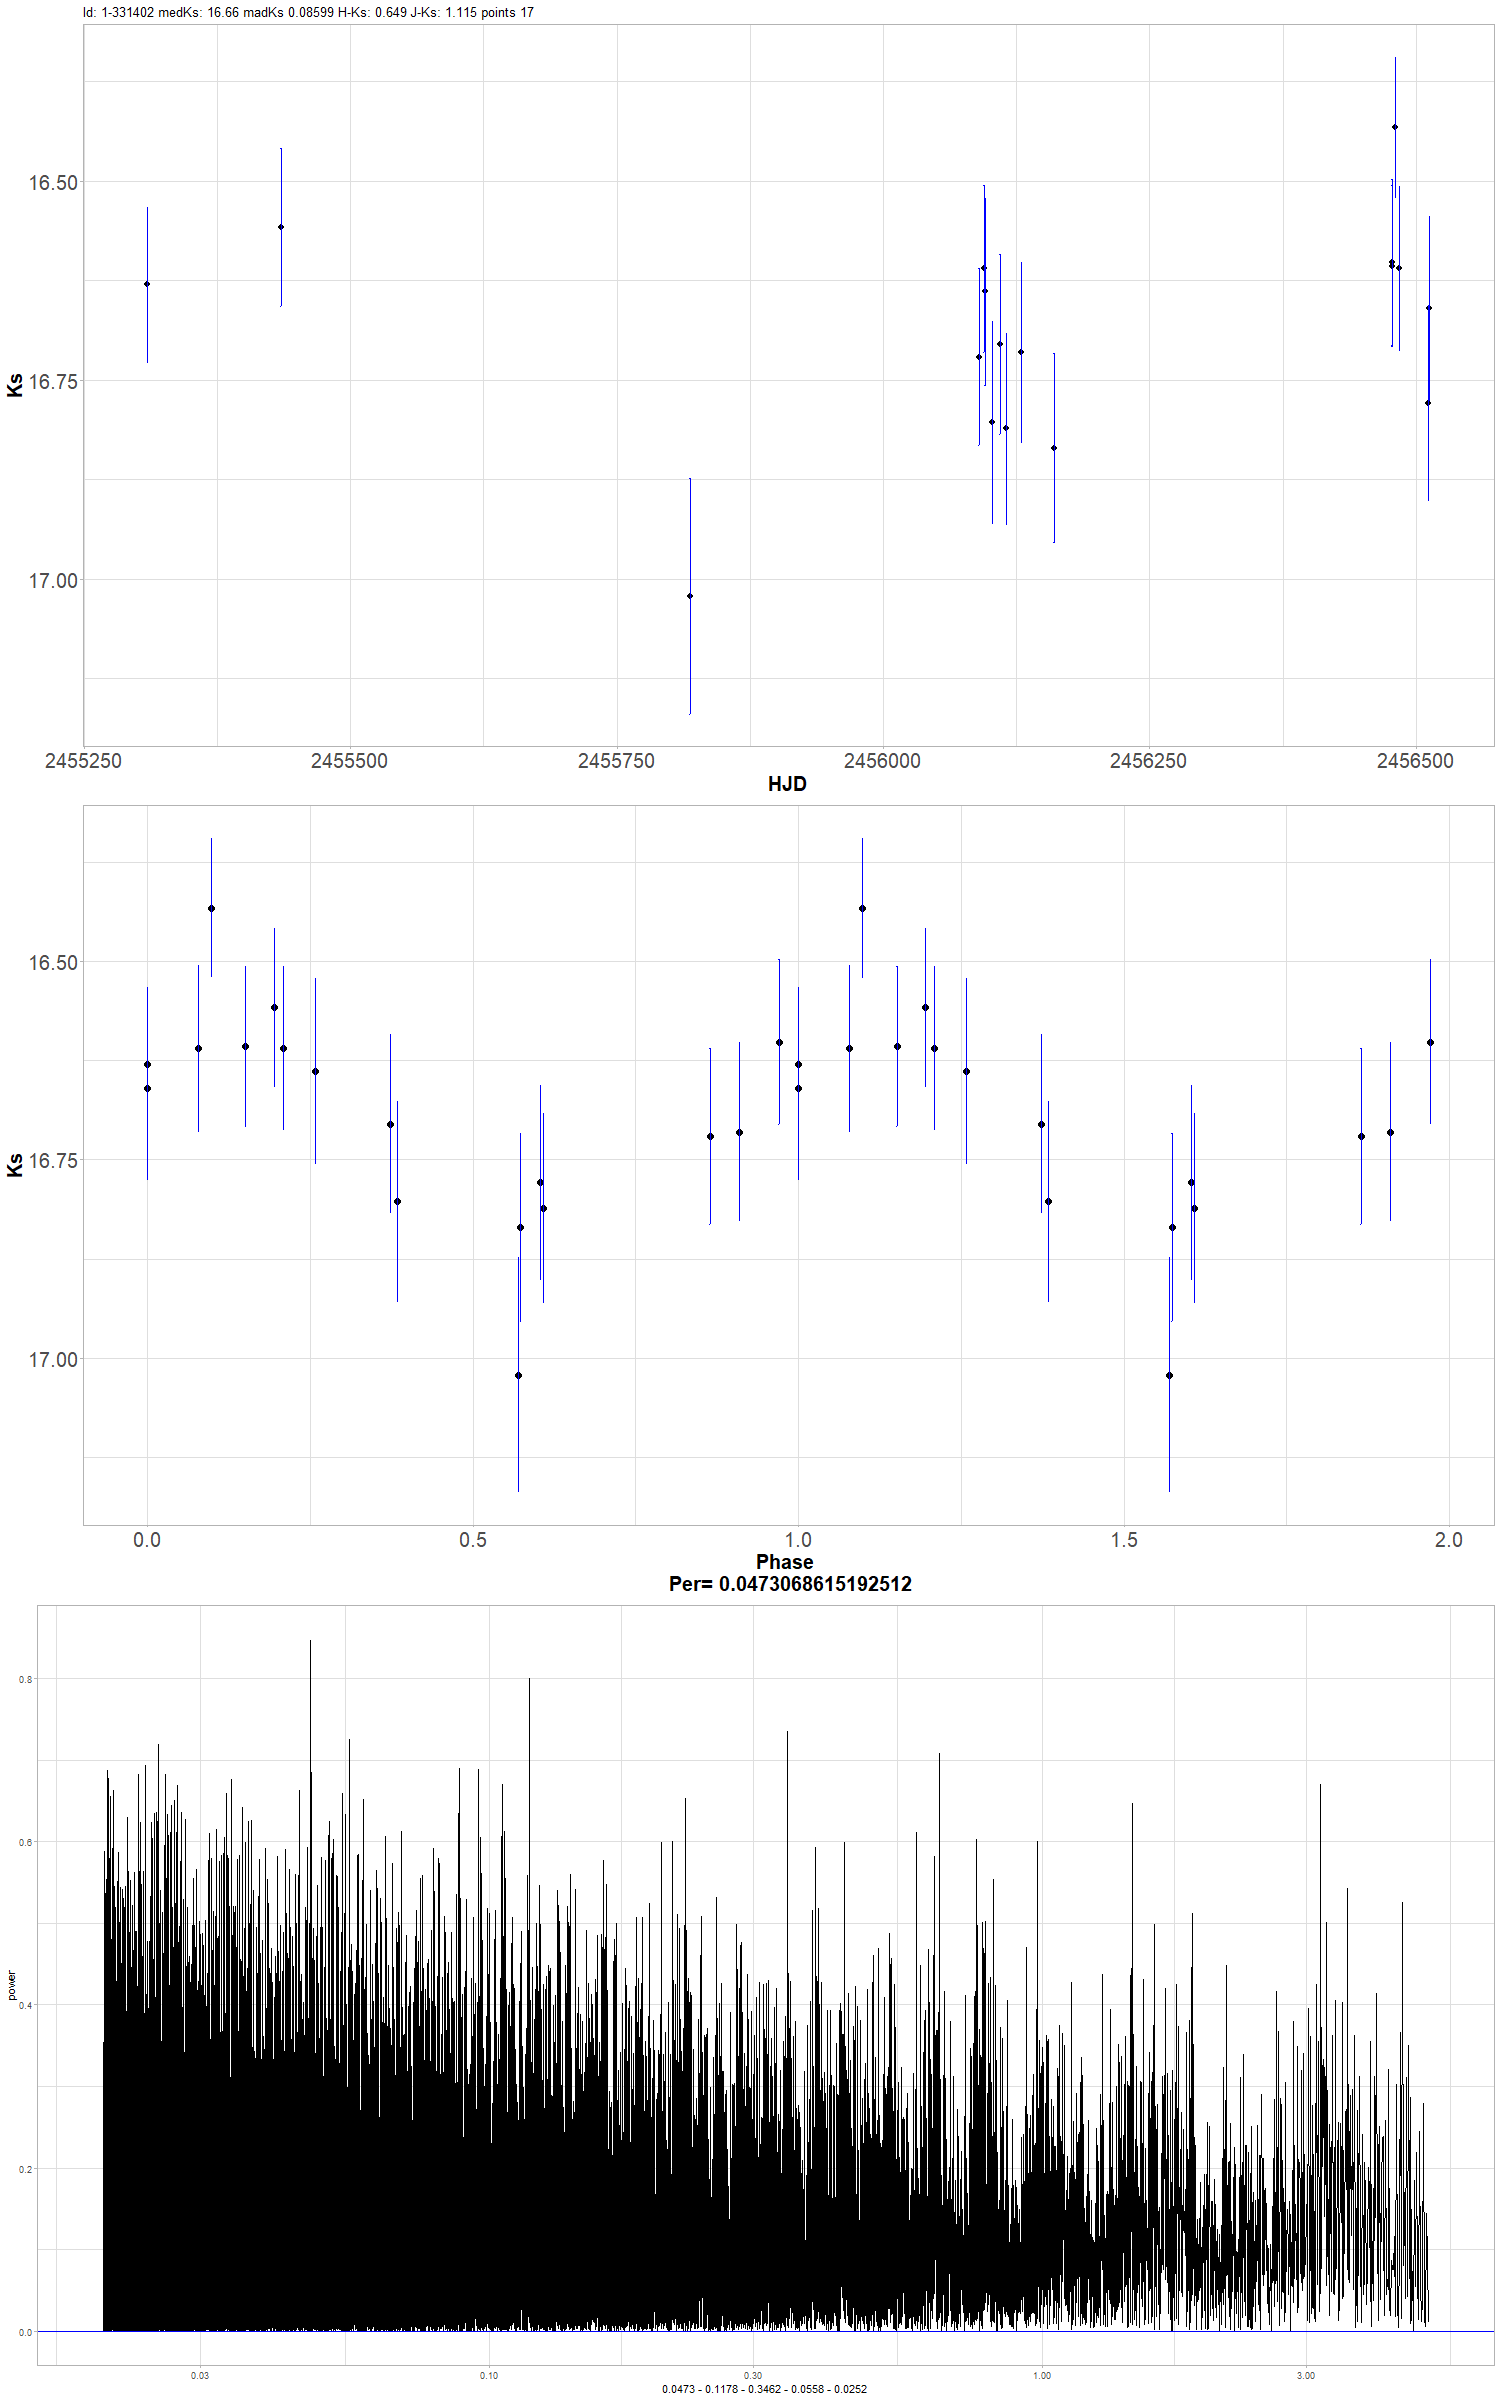 Id: 1-331402 medKs: 16.66 madKs 0.08599 H-Ks: 0.649 J-Ks: 1.115 points 17
16.50
16.75
17.00
Ks
2455250 2455500 2455750 2456000 2456250 2456500
HJD
16.50
16.75
17.00
Ks
0.0 0.5 1.0 1.5 2.0
Phase
Per= 0.0473068615192512
0.8
0.6
0.4
0.2
0.0
power
0.03 0.10 0.30 1.00 3.00
0.0473 - 0.1178 - 0.3462 - 0.0558 - 0.0252